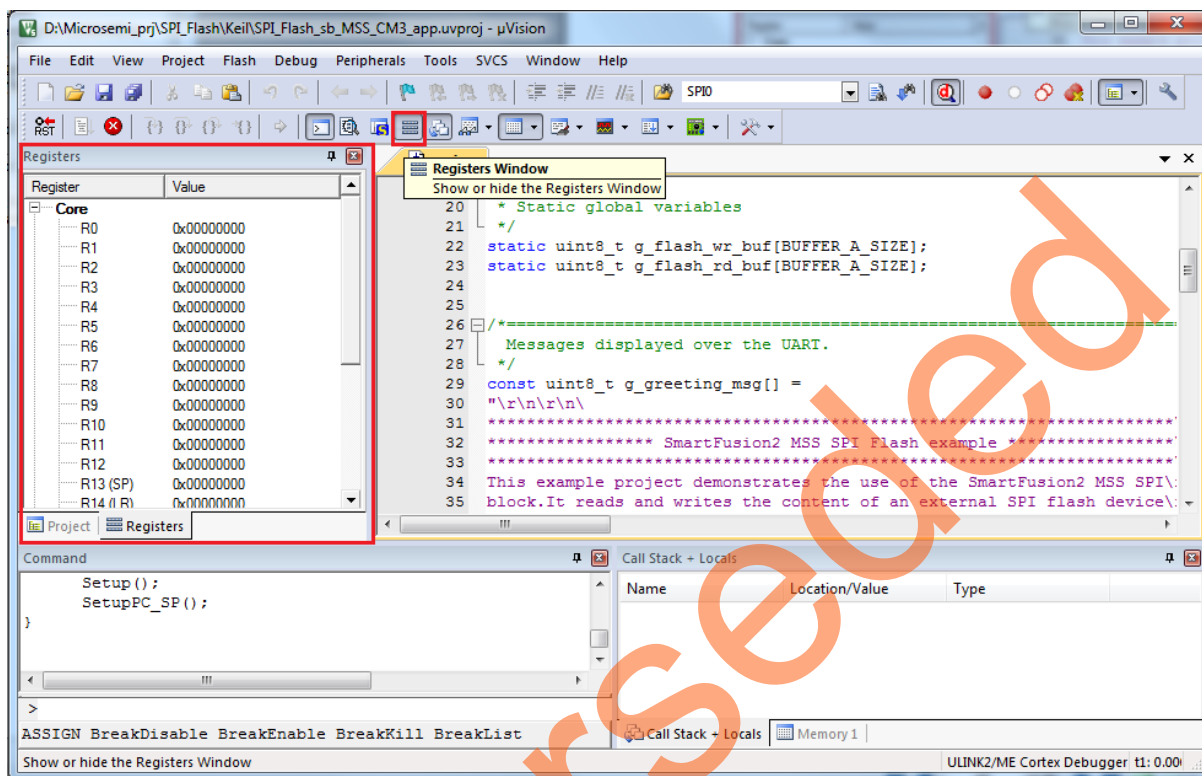 D:\Microsemi_prj\SPI_Flash\Keil\SPI_Flash_sb_MSS_CM3_app.uvproj - µVision
File Edit View Project Flash Debug Peripherals Tools SVCS Window Help
SPI0
RST
Registers
Registers Window
Show or hide the Registers Window
Register Value
Core
R0 0x00000000
R1 0x00000000
R2 0x00000000
R3 0x00000000
R4 0x00000000
R5 0x00000000
R6 0x00000000
R7 0x00000000
R8 0x00000000
R9 0x00000000
R10 0x00000000
R11 0x00000000
R12 0x00000000
R13 (SP) 0x00000000
R14 (LR) 0x00000000
Project Registers
20 * Static global variables
21 */
22 static uint8_t g_flash_wr_buf[BUFFER_A_SIZE];
23 static uint8_t g_flash_rd_buf[BUFFER_A_SIZE];
24
25
26 /*==============================================================================
27 Messages displayed over the UART.
28 */
29 const uint8_t g_greeting_msg[] =
30 "\r\n\r\n\
31 **********************************************************************
32 ***************** SmartFusion2 MSS SPI Flash example *****************
33 **********************************************************************
34 This example project demonstrates the use of the SmartFusion2 MSS SPI\
35 block.It reads and writes the content of an external SPI flash device\
Command
Setup();
SetupPC_SP();
}
>
ASSIGN BreakDisable BreakEnable BreakKill BreakList
Call Stack + Locals
Name Location/Value Type
Call Stack + Locals Memory 1
Show or hide the Registers Window
ULINK2/ME Cortex Debugger t1: 0.00
rseded